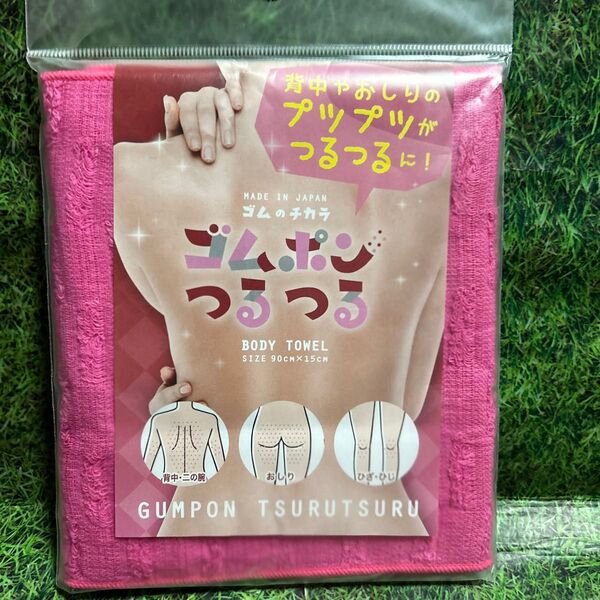 背中やおしりの
プツプツが
つるつるに!
MADE IN JAPAN
ゴムのチカラ
ゴムポン
つるつる
BODY TOWEL
SIZE 90cm×15cm
背中・二の腕
おしり
ひざ・ひじ
GUMPON TSURUTSURU